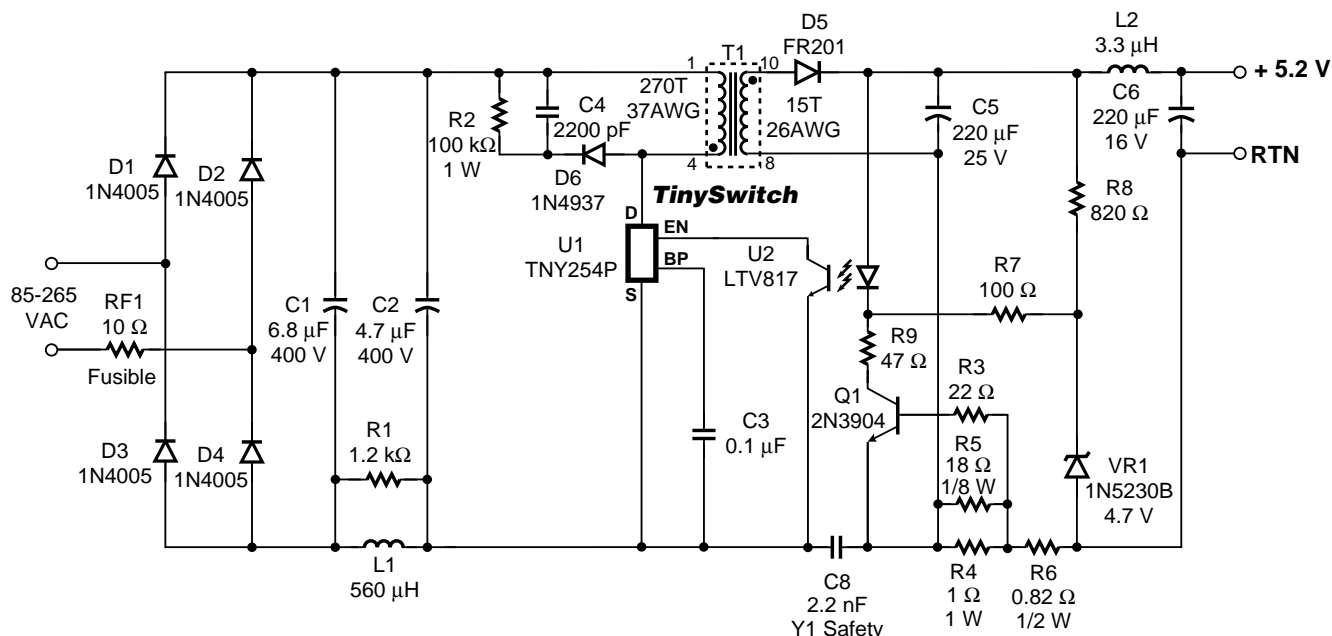 D5
FR201
L2
3.3 µH
T1
+ 5.2 V
1
10
270T
37AWG
15T
26AWG
C4
2200 pF
R2
100 kΩ
1 W
C5
220 µF
25 V
C6
220 µF
16 V
RTN
4
8
D1
1N4005
D2
1N4005
D6
1N4937
TinySwitch
R8
820 Ω
D
EN
BP
S
U1
TNY254P
U2
LTV817
85-265
VAC
RF1
10 Ω
Fusible
C1
6.8 µF
400 V
C2
4.7 µF
400 V
R7
100 Ω
R9
47 Ω
Q1
2N3904
R3
22 Ω
D3
1N4005
D4
1N4005
R1
1.2 kΩ
C3
0.1 µF
R5
18 Ω
1/8 W
VR1
1N5230B
4.7 V
L1
560 µH
C8
2.2 nF
Y1 Safety
R4
1 Ω
1 W
R6
0.82 Ω
1/2 W